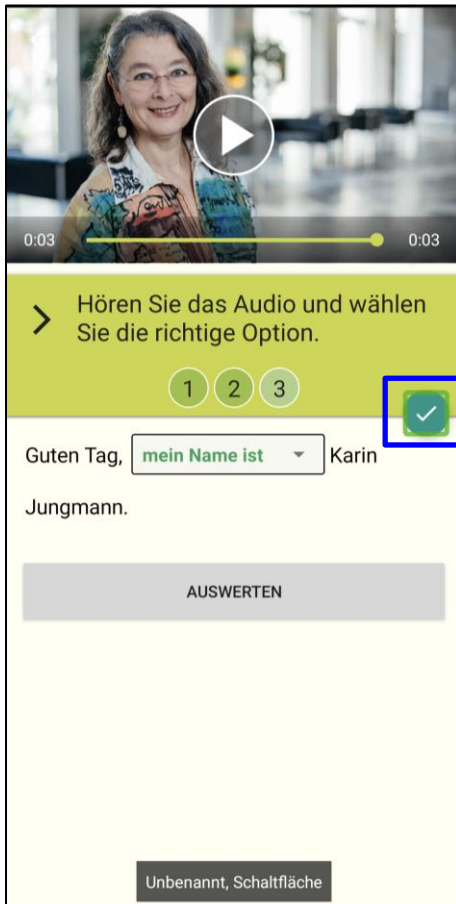 0:03 0:03
Hören Sie das Audio und wählen
Sie die richtige Option.
1 2 3
Guten Tag, mein Name ist Karin
Jungmann.
AUSWERTEN
Unbenannt, Schaltfläche